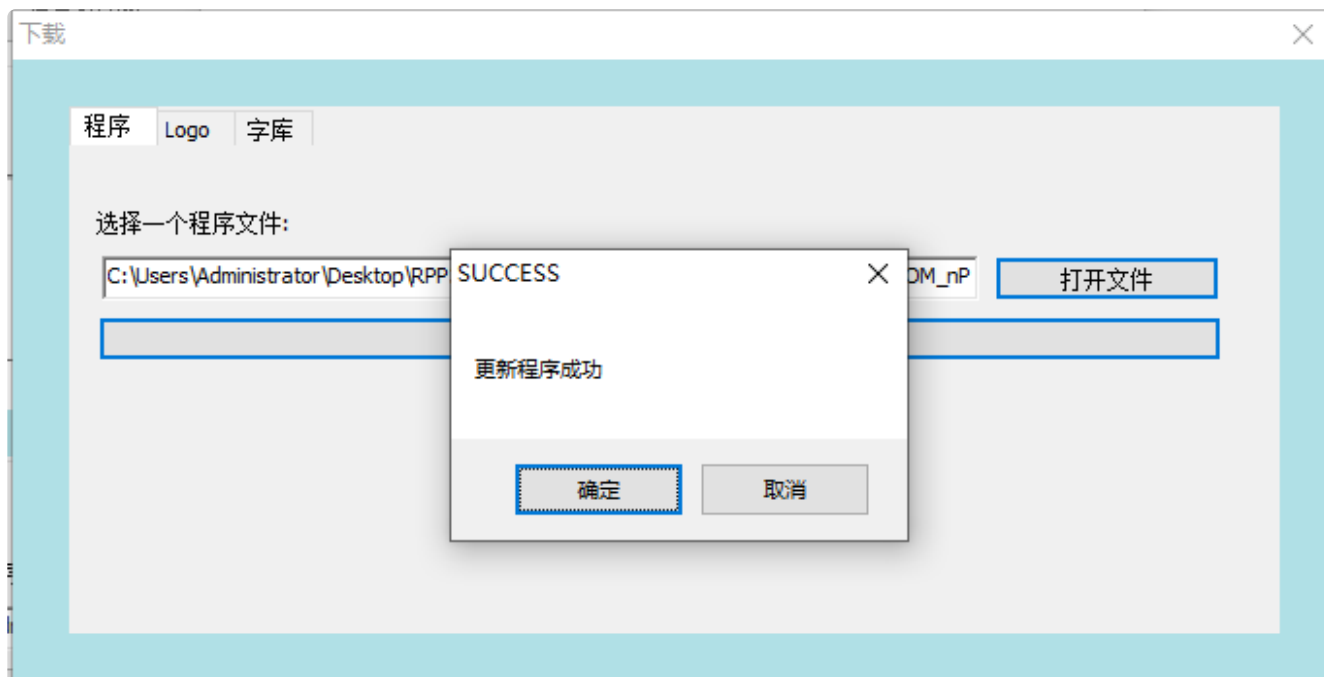 下载
程序
Logo
字库
选择一个程序文件:
C:\Users\Administrator\Desktop\RPP
OM_nP
打开文件
SUCCESS
更新程序成功
确定
取消